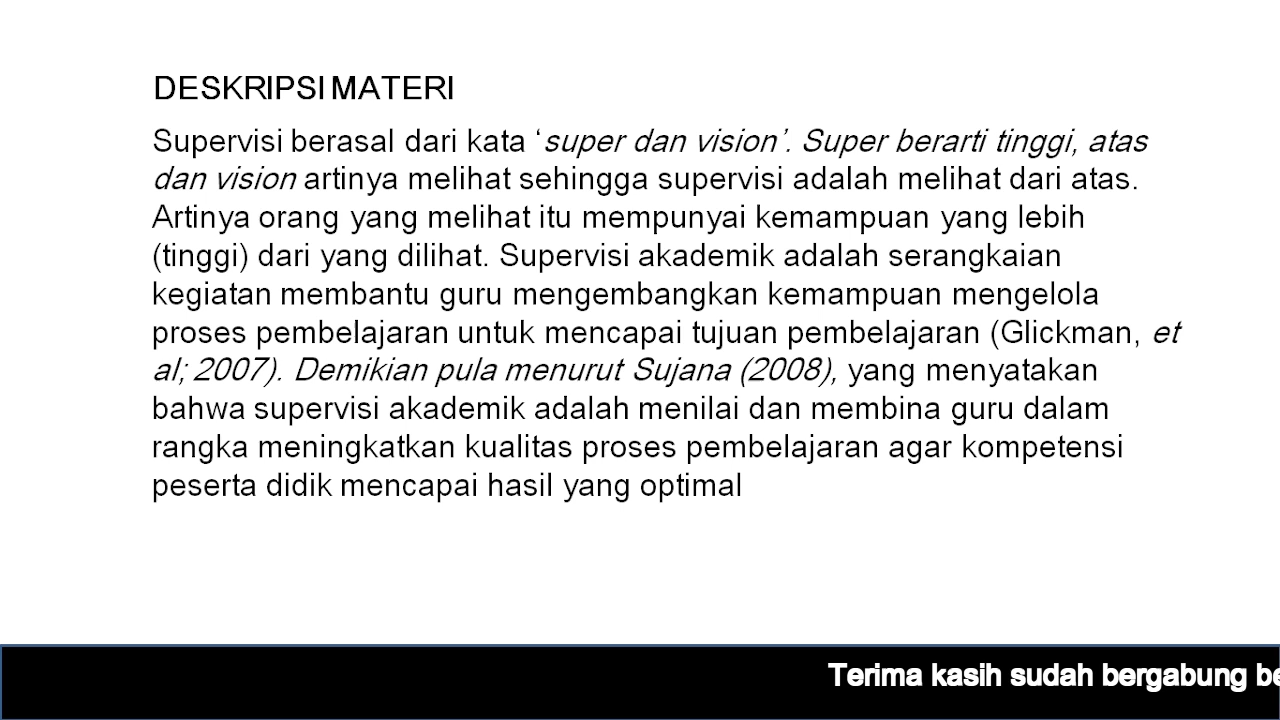 DESKRIPSI MATERI
Supervisi berasal dari kata ‘super dan vision’. Super berarti tinggi, atas
dan vision artinya melihat sehingga supervisi adalah melihat dari atas.
Artinya orang yang melihat itu mempunyai kemampuan yang lebih
(tinggi) dari yang dilihat. Supervisi akademik adalah serangkaian
kegiatan membantu guru mengembangkan kemampuan mengelola
proses pembelajaran untuk mencapai tujuan pembelajaran (Glickman, et
al; 2007). Demikian pula menurut Sujana (2008), yang menyatakan
bahwa supervisi akademik adalah menilai dan membina guru dalam
rangka meningkatkan kualitas proses pembelajaran agar kompetensi
peserta didik mencapai hasil yang optimal
Terima kasih sudah bergabung